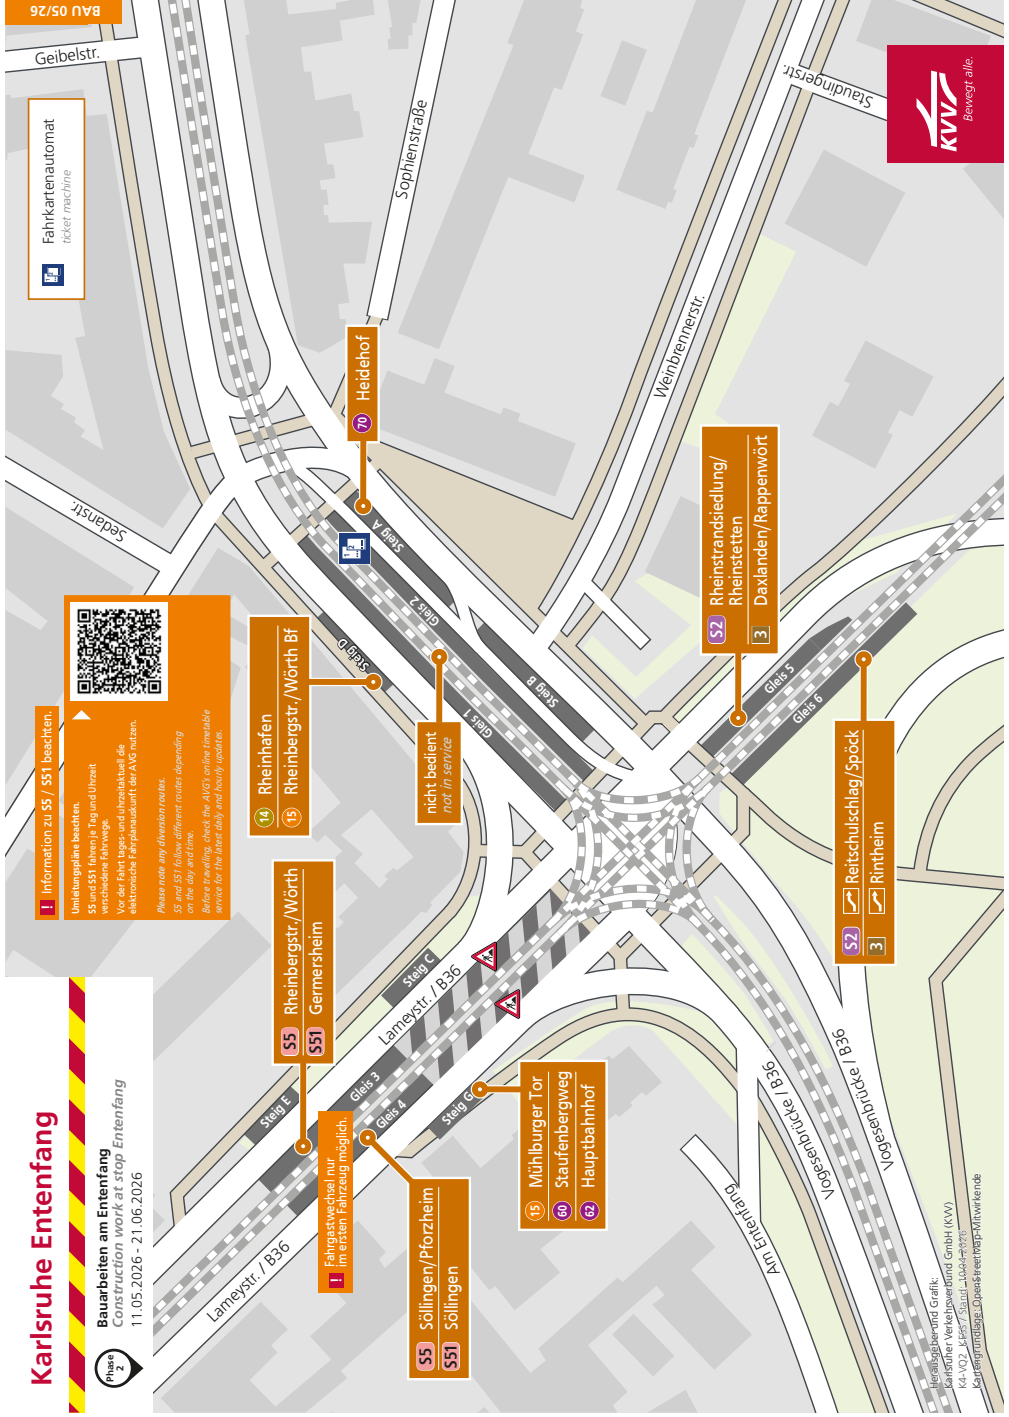 BAU 05/26
Karlsruhe Entenfang
Phase
2
Bauarbeiten am Entenfang
Construction work at stop Entenfang
11.05.2026 - 21.06.2026
! Information zu S5 / S51 beachten.
Umleitungspläne beachten.
S5 und S51 fahren je Tag und Uhrzeit
verschiedene Fahrwege.
Vor der Fahrt tages- und uhrzeitaktuell die
elektronische Fahrplanauskunft der AVG nutzen.
Please note any diversion routes.
S5 and S51 follow different routes depending
on the day and time.
Before travelling, check the AVG's online timetable
service for the latest daily and hourly updates.
Fahrkartenautomat
ticket machine
Geibelstr.
Sedanstr.
Sophienstraße
Staudingerstr.
Weinbrennerstr.
KVV
Bewegt alle.
70 Heidehof
Steig A
1
2
Gleis 2
Steig D
Gleis 1
Steig B
14 Rheinhafen
15 Rheinbergstr./Wörth Bf
nicht bedient
not in service
S2 Rheinstrandsiedlung/
Rheinstetten
3 Daxlanden/Rappenwört
Gleis 5
Gleis 6
S2 Reitschulschlag/Spöck
3 Rintheim
S5 Rheinbergstr./Wörth
S51 Germersheim
Steig C
Lameystr. / B36
Steig E
Gleis 3
Gleis 4
Steig G
! Fahrgastwechsel nur
im ersten Fahrzeug möglich.
15 Mühlburger Tor
60 Staufenbergweg
62 Hauptbahnhof
S5 Söllingen/Pforzheim
S51 Söllingen
Lameystr. / B36
Am Entenfang
Vogesenbrücke / B36
Vogesenbrücke / B36
Herausgeber und Grafik:
Karlsruher Verkehrsverbund GmbH (KVV)
Stand: 10.04.2026
Kartengrundlage: OpenStreetMap-Mitwirkende